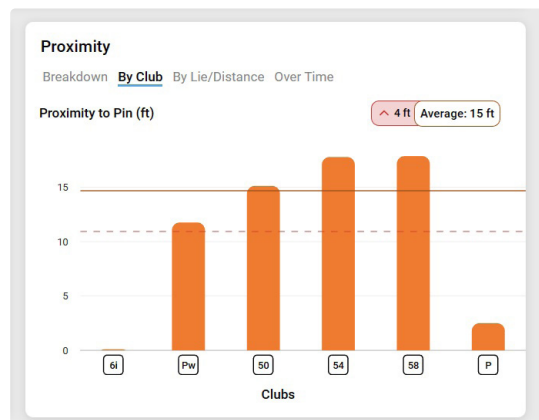 Proximity
Breakdown By Club By Lie/Distance Over Time
Proximity to Pin (ft)
4 ft Average: 15 ft
15
10
5
0
6i Pw 50 54 58 P
Clubs